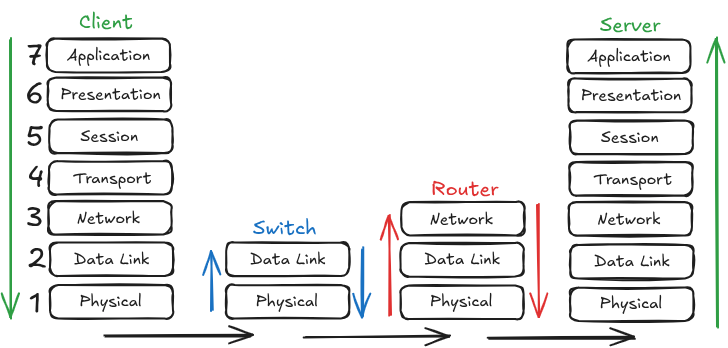 Client
7 Application
6 Presentation
5 Session
4 Transport
3 Network
2 Data Link
1 Physical
Switch
Data Link
Physical
Router
Network
Data Link
Physical
Server
Application
Presentation
Session
Transport
Network
Data Link
Physical